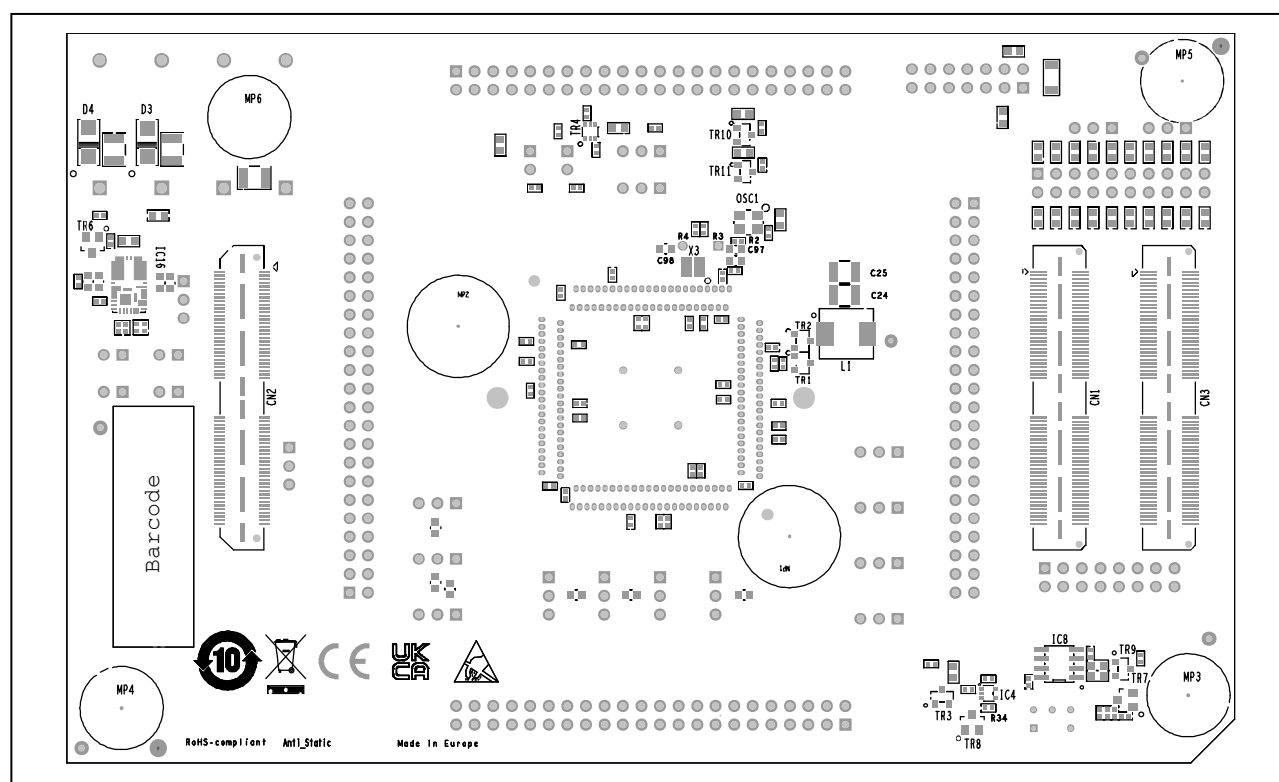 MP5
MP6
D4
D3
TR4
TR10
TR11
OSC1
TR6
IC16
R4
R3
R2
X3
C97
C98
C25
C24
MP2
TR2
TR1
L1
CN2
CN1
CN3
Barcode
MP1
10
CE
UK
CA
IC8
TR9
TR7
MP3
MP4
IC4
TR3
R34
TR8
RoHS-compliant Anti_Static Made in Europe